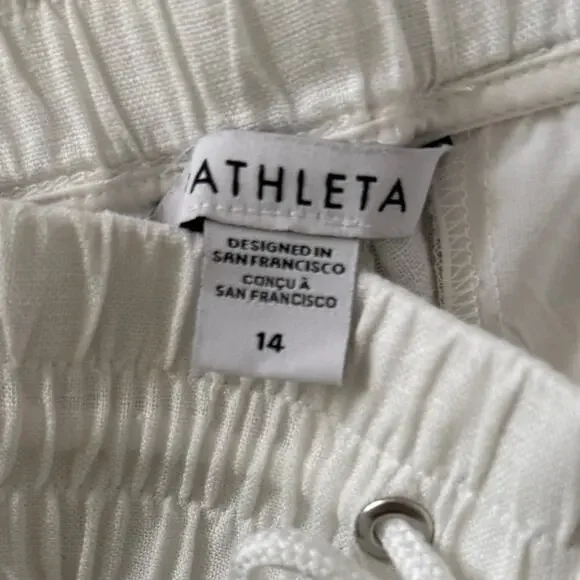 ATHLETA
DESIGNED IN
SAN FRANCISCO
CONÇU À
SAN FRANCISCO
14